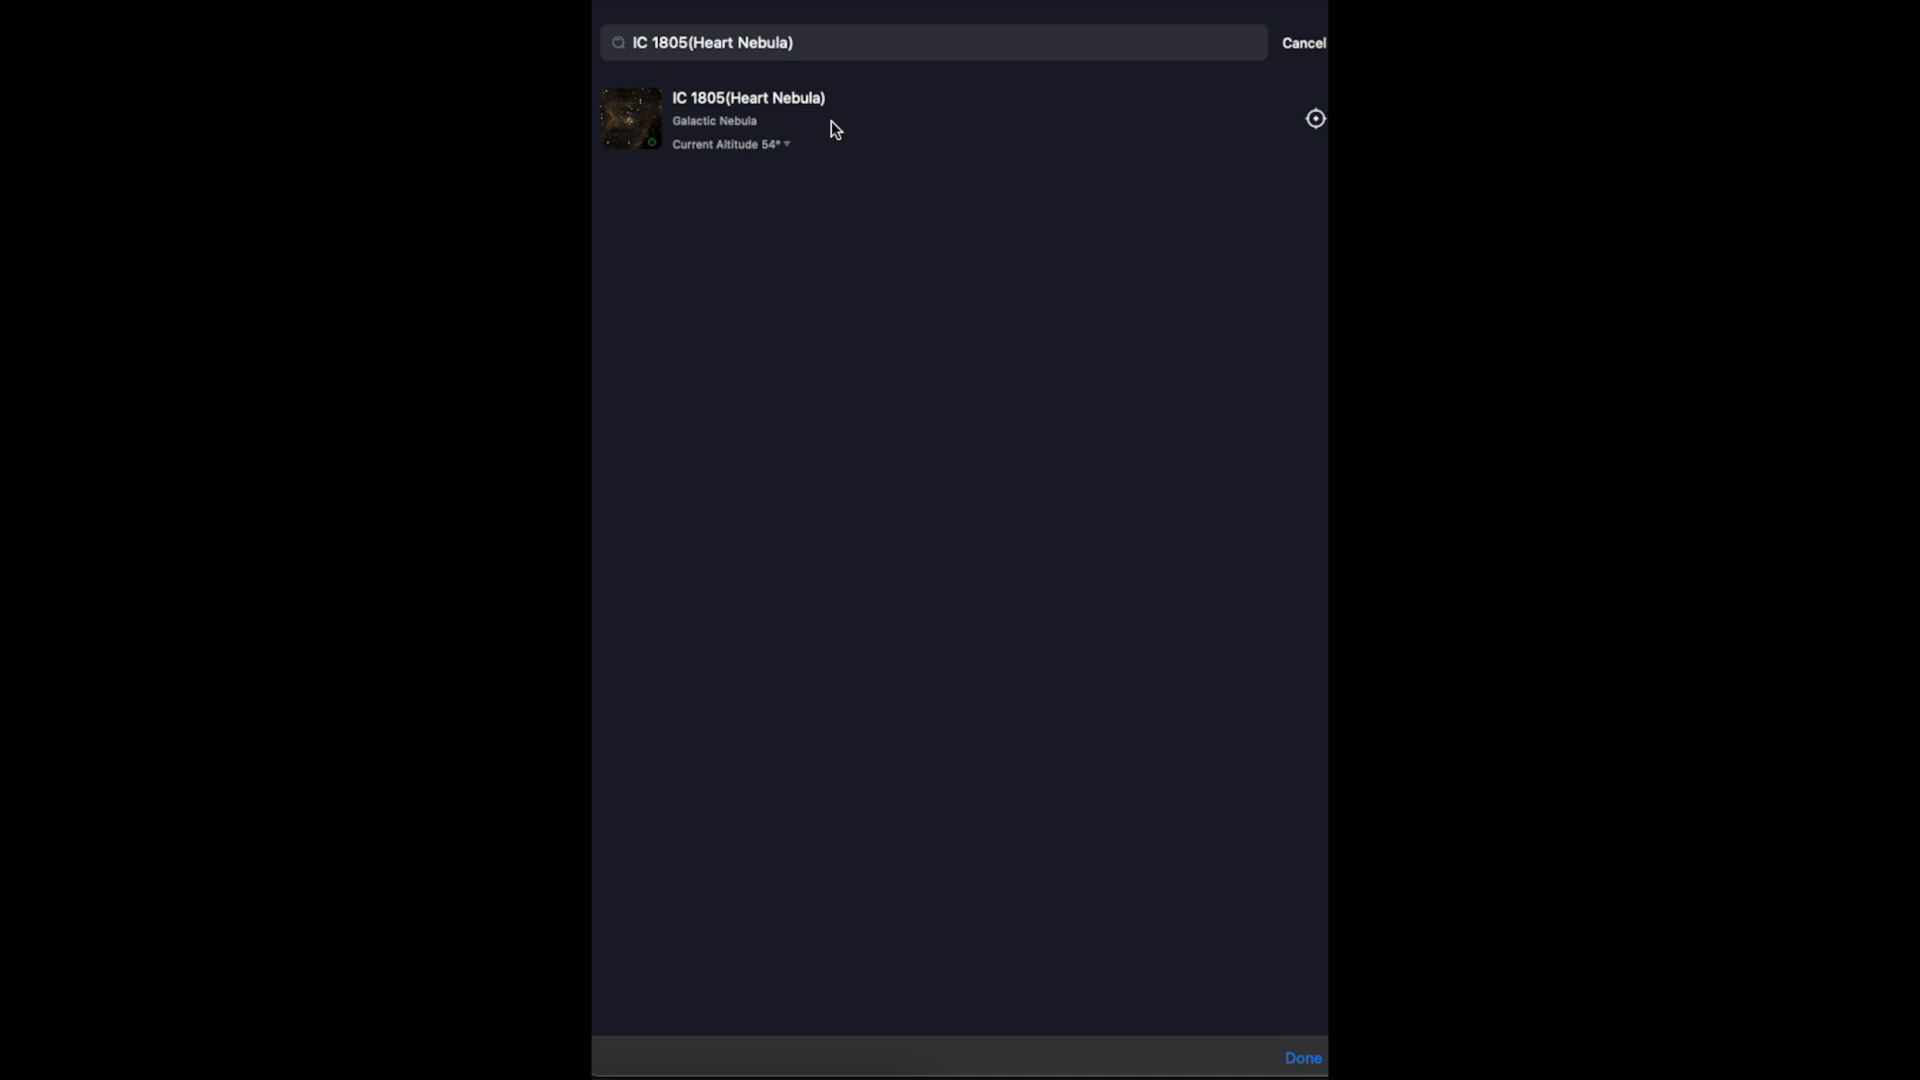 IC 1805(Heart Nebula)
Cancel
IC 1805(Heart Nebula)
Galactic Nebula
Current Altitude 54°
Done